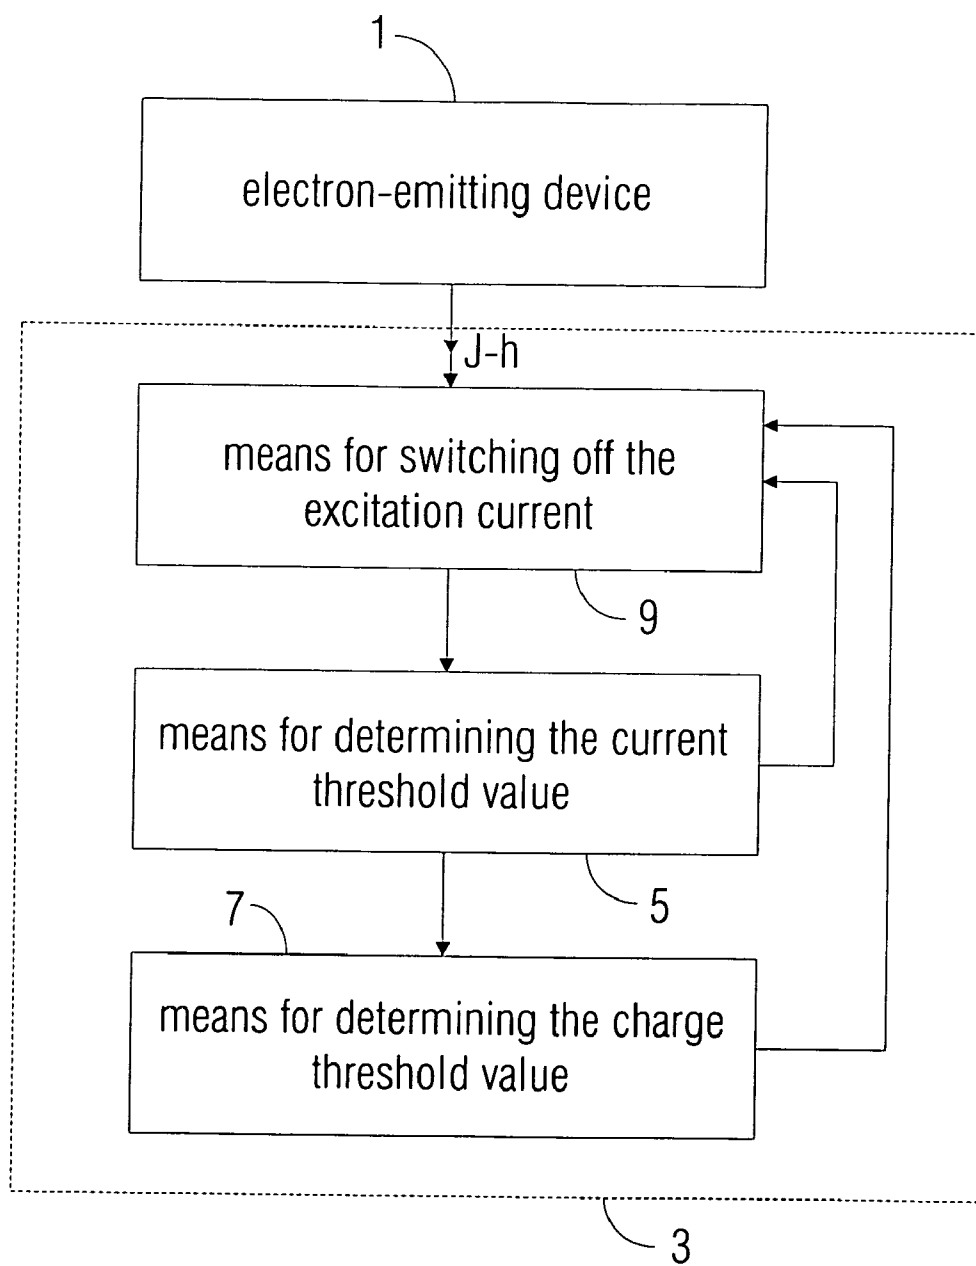 1
electron-emitting device
J-h
means for switching off the
excitation current
9
means for determining the current
threshold value
5
7
means for determining the charge
threshold value
3